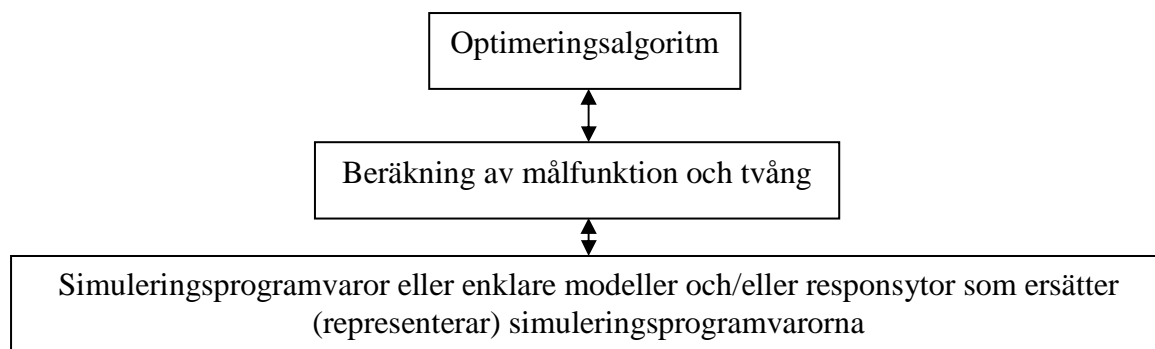 Optimeringsalgoritm
Beräkning av målfunktion och tvång
Simuleringsprogramvaror eller enklare modeller och/eller responsytor som ersätter
(representerar) simuleringsprogramvarorna